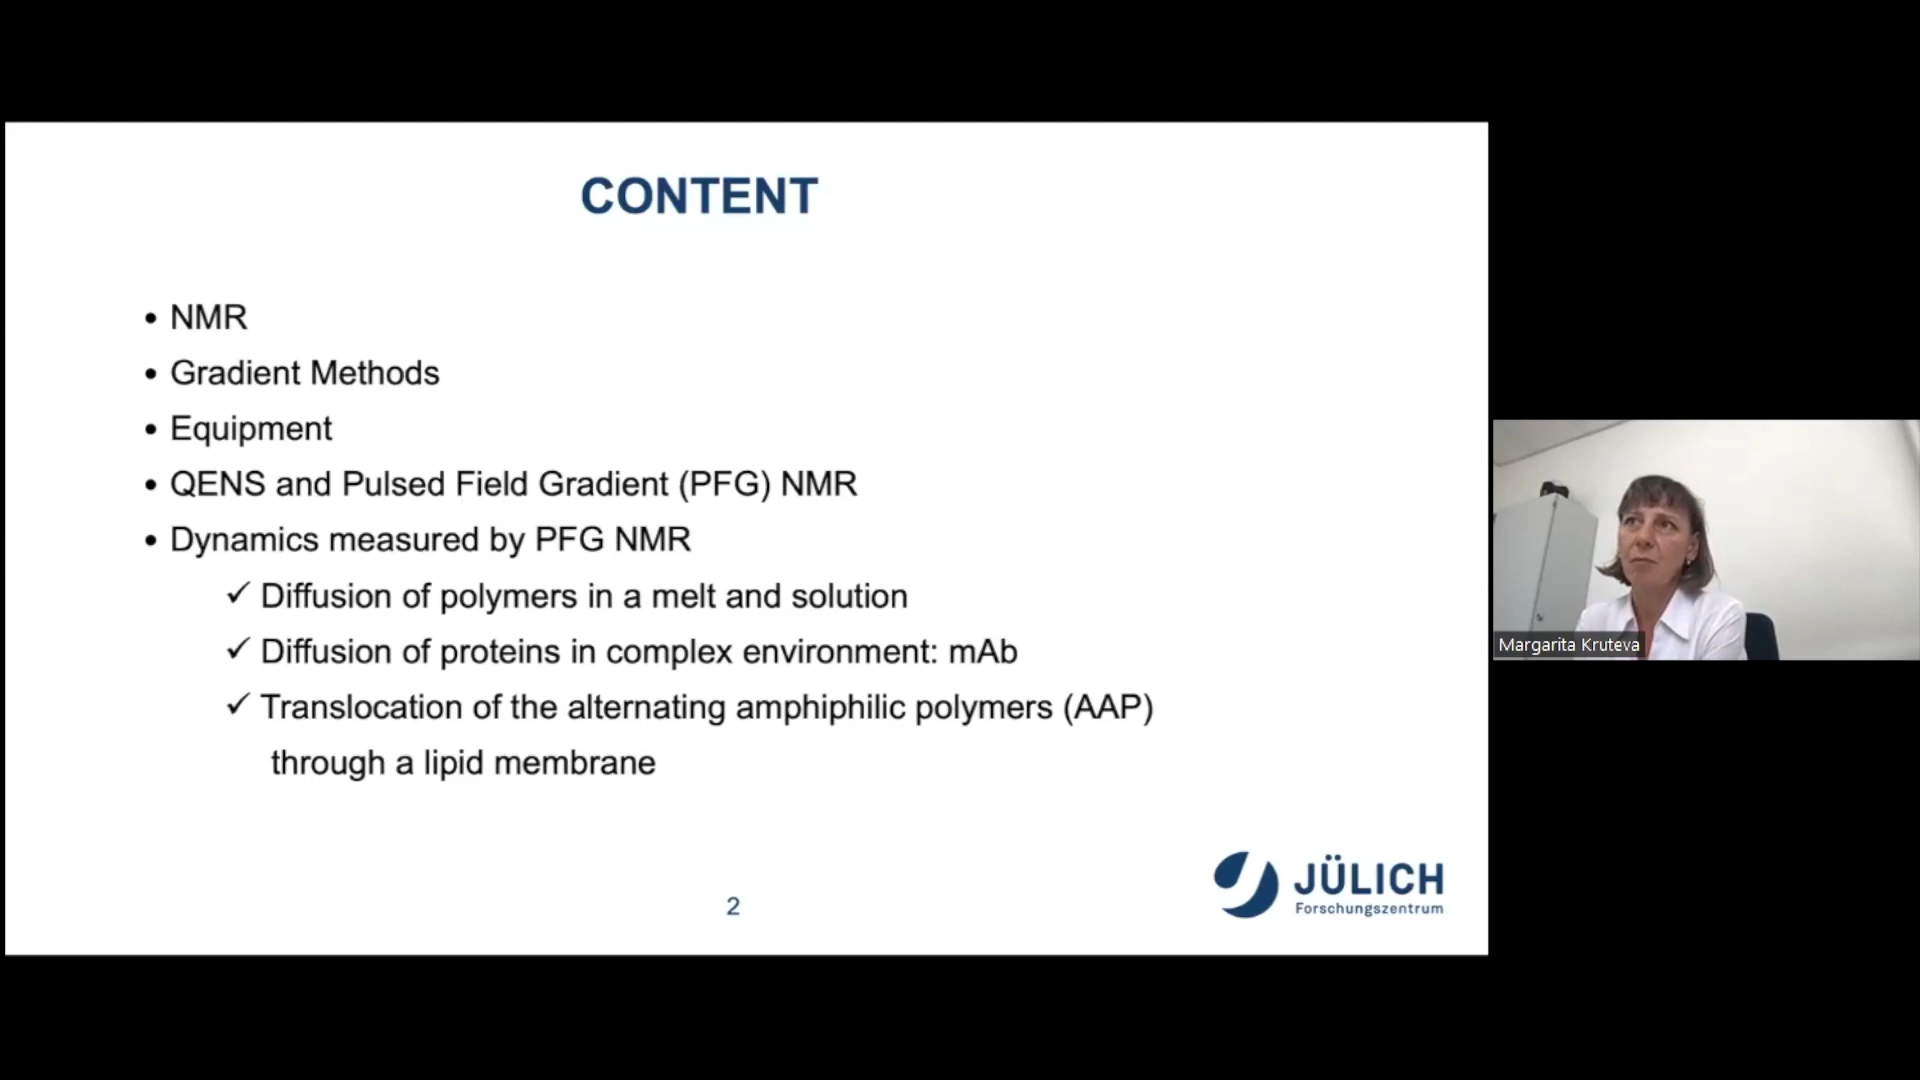 CONTENT
• NMR
• Gradient Methods
• Equipment
• QENS and Pulsed Field Gradient (PFG) NMR
• Dynamics measured by PFG NMR
✓ Diffusion of polymers in a melt and solution
✓ Diffusion of proteins in complex environment: mAb
✓ Translocation of the alternating amphiphilic polymers (AAP)
through a lipid membrane
2
JÜLICH
Forschungszentrum
Margarita Kruteva